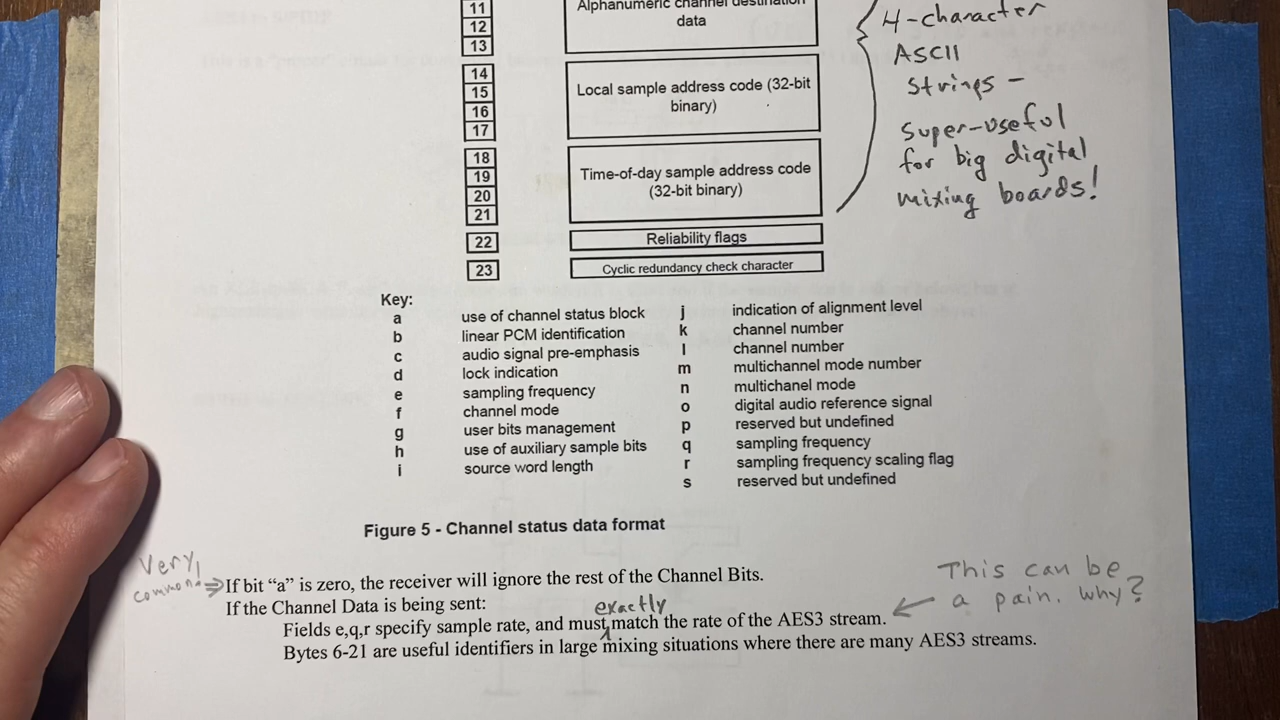 11
12
13
Alphanumeric channel destination
data
14
15
16
17
Local sample address code (32-bit
binary)
18
19
20
21
Time-of-day sample address code
(32-bit binary)
22
Reliability flags
23
Cyclic redundancy check character
4-character
ASCII
strings -
super-useful
for big digital
mixing boards!
Key:
a use of channel status block
b linear PCM identification
c audio signal pre-emphasis
d lock indication
e sampling frequency
f channel mode
g user bits management
h use of auxiliary sample bits
i source word length
j indication of alignment level
k channel number
l channel number
m multichannel mode number
n multichanel mode
o digital audio reference signal
p reserved but undefined
q sampling frequency
r sampling frequency scaling flag
s reserved but undefined
Figure 5 - Channel status data format
Very
common! ⇒ If bit “a” is zero, the receiver will ignore the rest of the Channel Bits.
If the Channel Data is being sent:
exactly
Fields e,q,r specify sample rate, and must match the rate of the AES3 stream.
Bytes 6-21 are useful identifiers in large mixing situations where there are many AES3 streams.
This can be
a pain. Why?